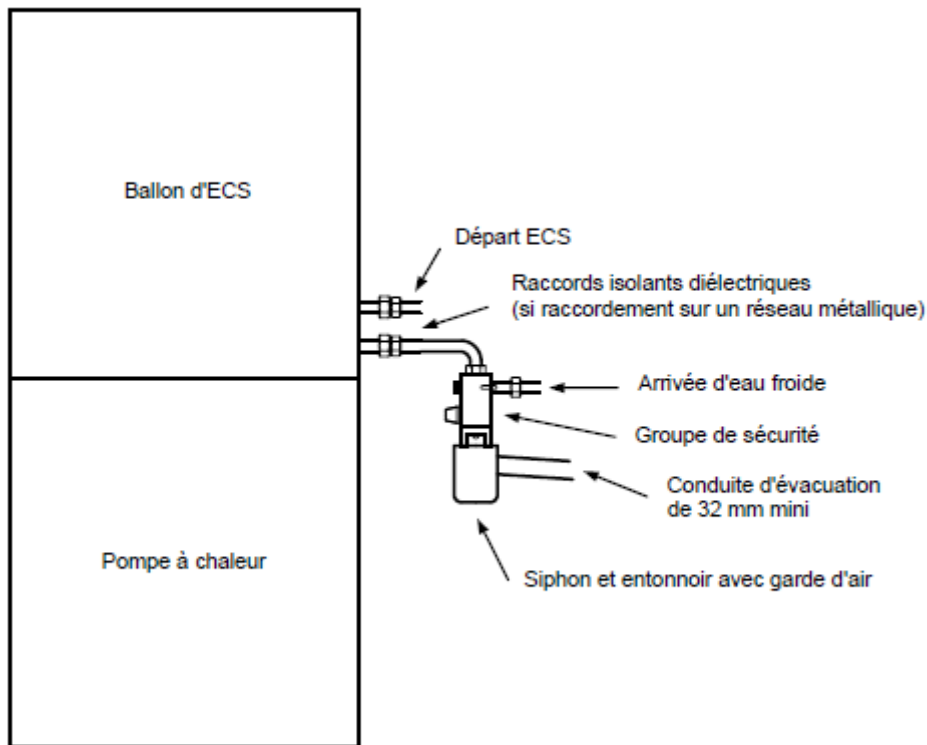 Ballon d'ECS
Départ ECS
Raccords isolants diélectriques
(si raccordement sur un réseau métallique)
Arrivée d'eau froide
Groupe de sécurité
Conduite d'évacuation
de 32 mm mini
Pompe à chaleur
Siphon et entonnoir avec garde d'air